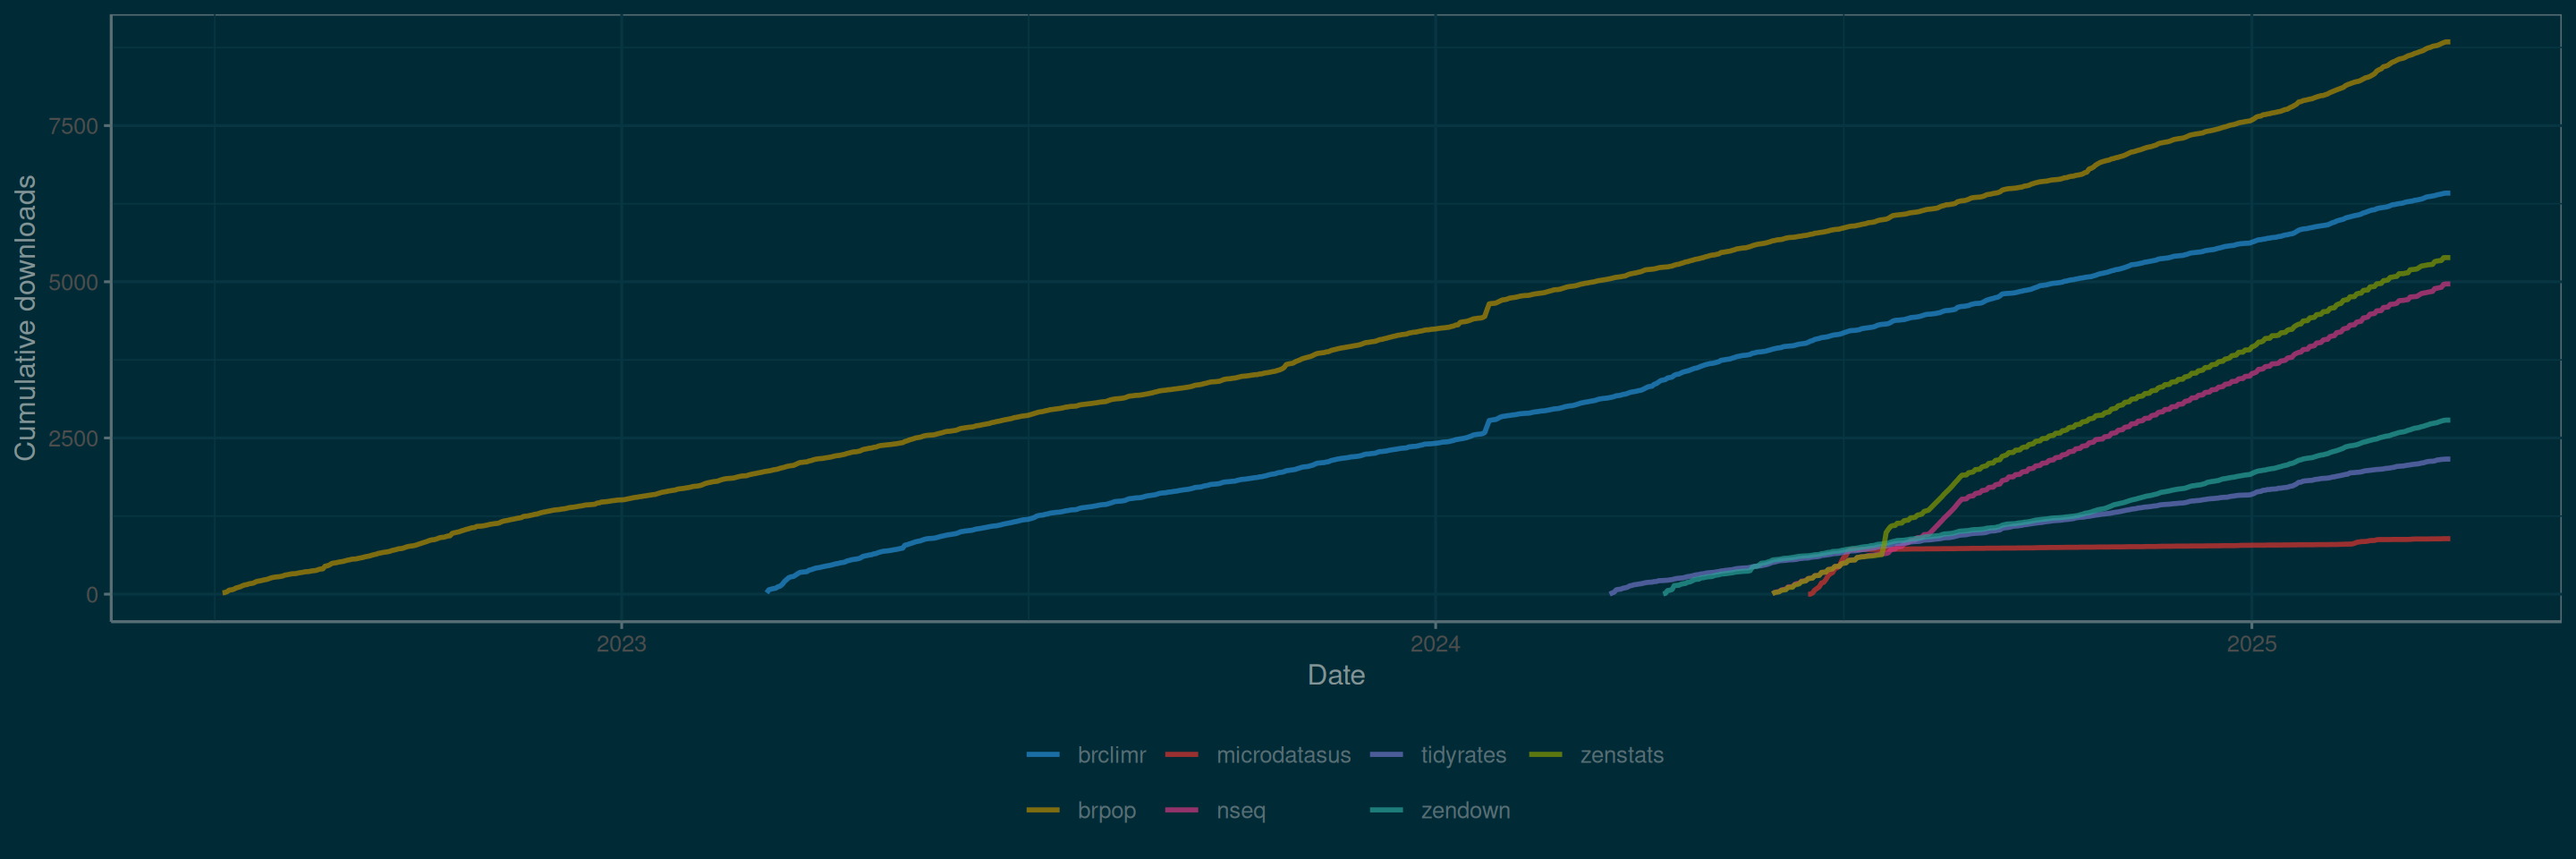 Cumulative downloads
7500
5000
2500
0
2023 2024 2025
Date
brclimr microdatasus tidyrates zenstats
brpop nseq zendown